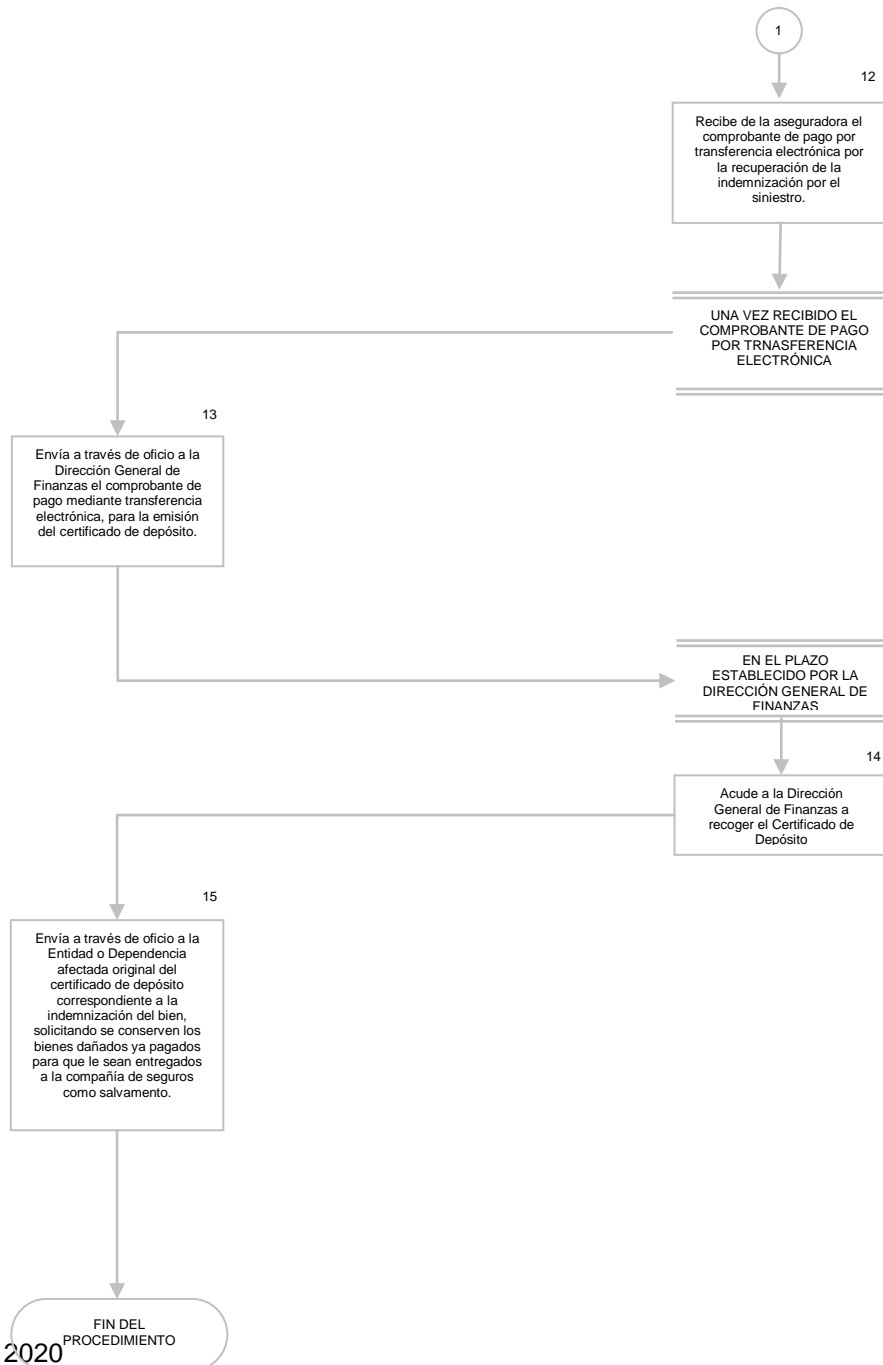 1
12
Recibe de la aseguradora el
comprobante de pago por
transferencia electrónica por
la recuperación de la
indemnización por el
siniestro.
UNA VEZ RECIBIDO EL
COMPROBANTE DE PAGO
POR TRNASFERENCIA
ELECTRÓNICA
13
Envía a través de oficio a la
Dirección General de
Finanzas el comprobante de
pago mediante transferencia
electrónica, para la emisión
del certificado de depósito.
EN EL PLAZO
ESTABLECIDO POR LA
DIRECCIÓN GENERAL DE
FINANZAS
14
Acude a la Dirección
General de Finanzas a
recoger el Certificado de
Depósito
15
Envía a través de oficio a la
Entidad o Dependencia
afectada original del
certificado de depósito
correspondiente a la
indemnización del bien,
solicitando se conserven los
bienes dañados ya pagados
para que le sean entregados
a la compañía de seguros
como salvamento.
FIN DEL
PROCEDIMIENTO
2020